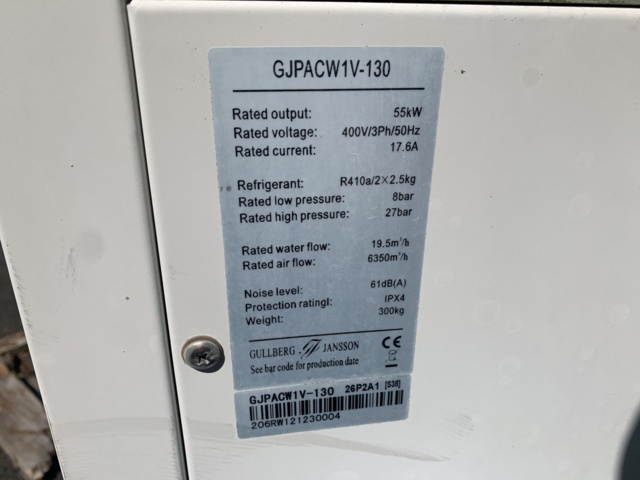 GJPACW1V-130
Rated output: 55kW
Rated voltage: 400V/3Ph/50Hz
Rated current: 17.6A
Refrigerant: R410a/2×2.5kg
Rated low pressure: 8bar
Rated high pressure: 27bar
Rated water flow: 19.5m³/h
Rated air flow: 6350m³/h
Noise level: 61dB(A)
Protection ratingl: IPX4
Weight: 300kg
GULLBERG JANSSON CE
See bar code for production date
GJPACW1V-130 26P2A1 [S38]
206RW121230004